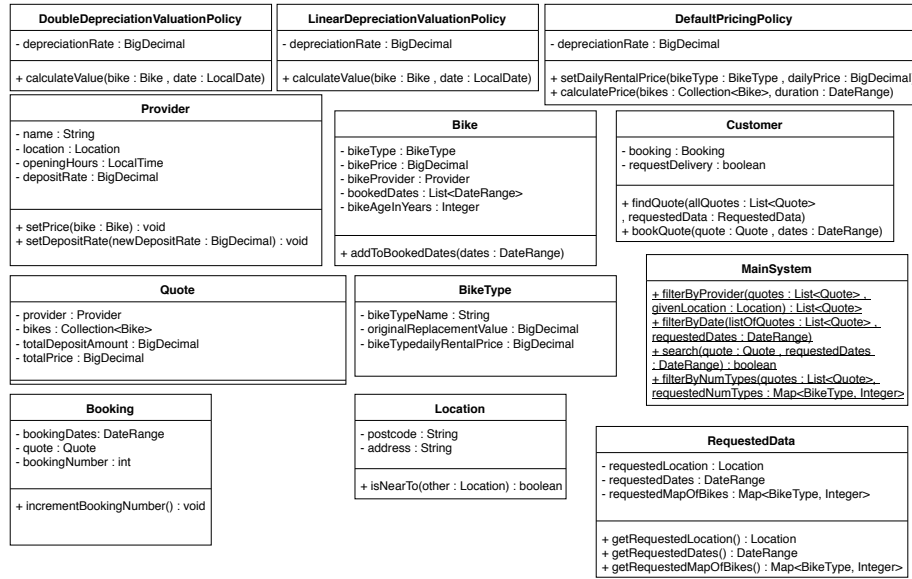 DoubleDepreciationValuationPolicy
- depreciationRate : BigDecimal
+ calculateValue(bike : Bike , date : LocalDate)
LinearDepreciationValuationPolicy
- depreciationRate : BigDecimal
+ calculateValue(bike : Bike , date : LocalDate)
DefaultPricingPolicy
- depreciationRate : BigDecimal
+ setDailyRentalPrice(bikeType : BikeType , dailyPrice : BigDecimal
+ calculatePrice(bikes : Collection<Bike>, duration : DateRange)
Provider
- name : String
- location : Location
- openingHours : LocalTime
- depositRate : BigDecimal
+ setPrice(bike : Bike) : void
+ setDepositRate(newDepositRate : BigDecimal) : void
Bike
- bikeType : BikeType
- bikePrice : BigDecimal
- bikeProvider : Provider
- bookedDates : List<DateRange>
- bikeAgeInYears : Integer
+ addToBookedDates(dates : DateRange)
Customer
- booking : Booking
- requestDelivery : boolean
+ findQuote(allQuotes : List<Quote>
, requestedData : RequestedData)
+ bookQuote(quote : Quote , dates : DateRange)
Quote
- provider : Provider
- bikes : Collection<Bike>
- totalDepositAmount : BigDecimal
- totalPrice : BigDecimal
BikeType
- bikeTypeName : String
- originalReplacementValue : BigDecimal
- bikeTypedailyRentalPrice : BigDecimal
MainSystem
+ filterByProvider(quotes : List<Quote> ,
givenLocation : Location) : List<Quote>
+ filterByDate(listOfQuotes : List<Quote> ,
requestedDates : DateRange)
+ search(quote : Quote , requestedDates
: DateRange) : boolean
+ filterByNumTypes(quotes : List<Quote>,
requestedNumTypes : Map<BikeType, Integer>
Booking
- bookingDates: DateRange
- quote : Quote
- bookingNumber : int
+ incrementBookingNumber() : void
Location
- postcode : String
- address : String
+ isNearTo(other : Location) : boolean
RequestedData
- requestedLocation : Location
- requestedDates : DateRange
- requestedMapOfBikes : Map<BikeType, Integer>
+ getRequestedLocation() : Location
+ getRequestedDates() : DateRange
+ getRequestedMapOfBikes() : Map<BikeType, Integer>